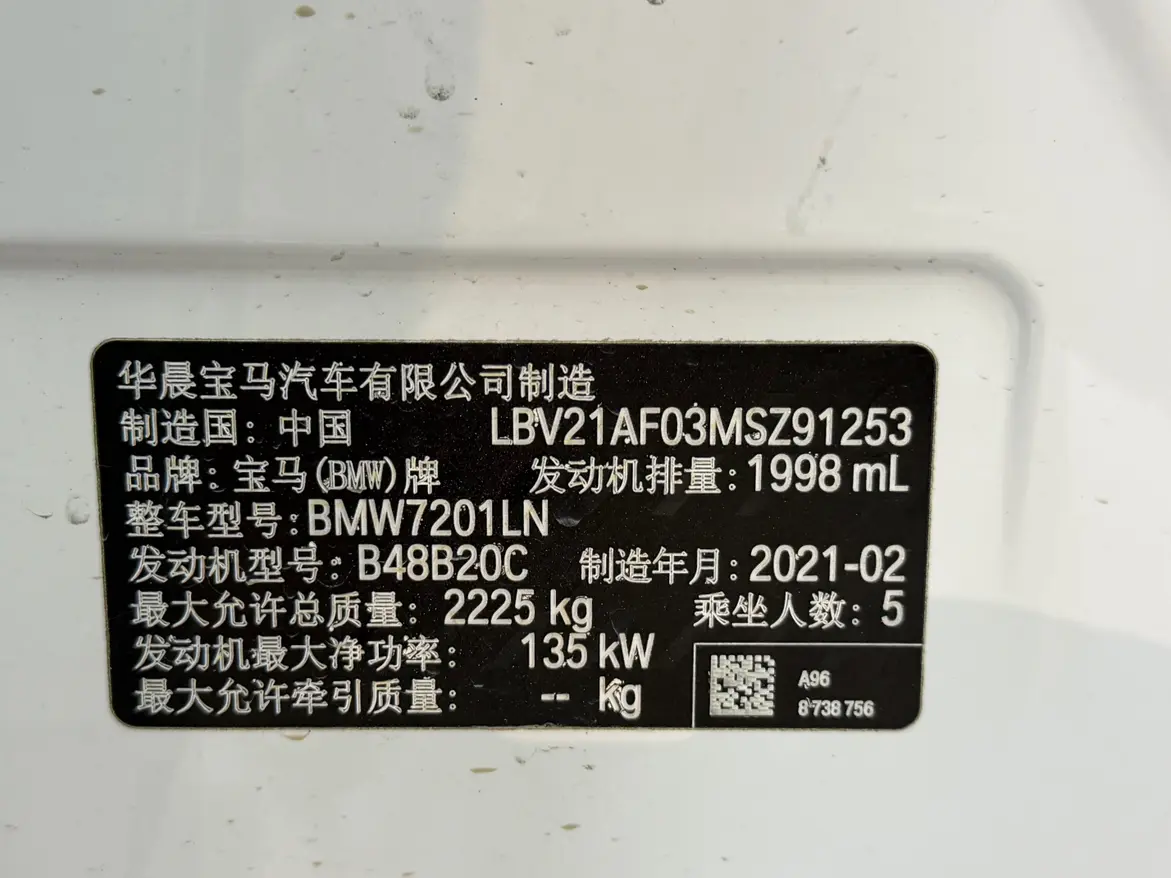 华晨宝马汽车有限公司制造
制造国：中国 LBV21AF03MSZ91253
品牌：宝马(BMW)牌 发动机排量：1998 mL
整车型号：BMW7201LN
发动机型号：B48B20C 制造年月：2021-02
最大允许总质量：2225 kg 乘坐人数：5
发动机最大净功率：135 kW
最大允许牵引质量：-- kg
A96
8 738 756